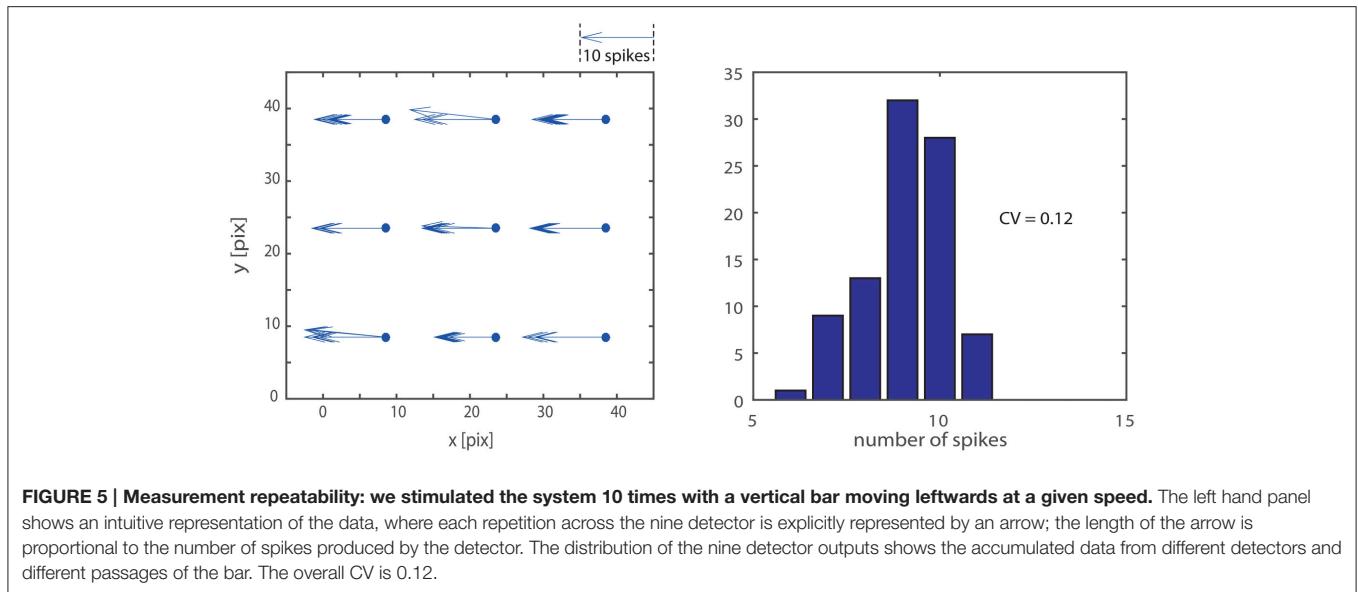 10 spikes
40
30
20
10
0
y [pix]
0 10 20 30 40
x [pix]
35
30
25
20
15
10
5
0
CV = 0.12
5 10 15
number of spikes
FIGURE 5 | Measurement repeatability: we stimulated the system 10 times with a vertical bar moving leftwards at a given speed. The left hand panel
shows an intuitive representation of the data, where each repetition across the nine detector is explicitly represented by an arrow; the length of the arrow is
proportional to the number of spikes produced by the detector. The distribution of the nine detector outputs shows the accumulated data from different detectors and
different passages of the bar. The overall CV is 0.12.